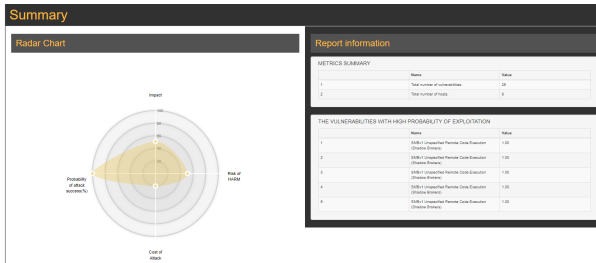 Summary
Radar Chart
Impact
Risk of
HARM
Probability
of attack
success(%)
Cost of
Attack
Report information
METRICS SUMMARY
Name Value
1 Total number of vulnerabilities
2 Total number of hosts
THE VULNERABILITIES WITH HIGH PROBABILITY OF EXPLOITATION
Name Value
1 SMBv1 Unspecified Remote Code Execution 1.00
(Shadow Brokers)
2 SMBv1 Unspecified Remote Code Execution 1.00
(Shadow Brokers)
3 SMBv1 Unspecified Remote Code Execution 1.00
(Shadow Brokers)
4 SMBv1 Unspecified Remote Code Execution 1.00
(Shadow Brokers)
SMBv1 Unspecified Remote Code Execution 1.00
(Shadow Brokers)